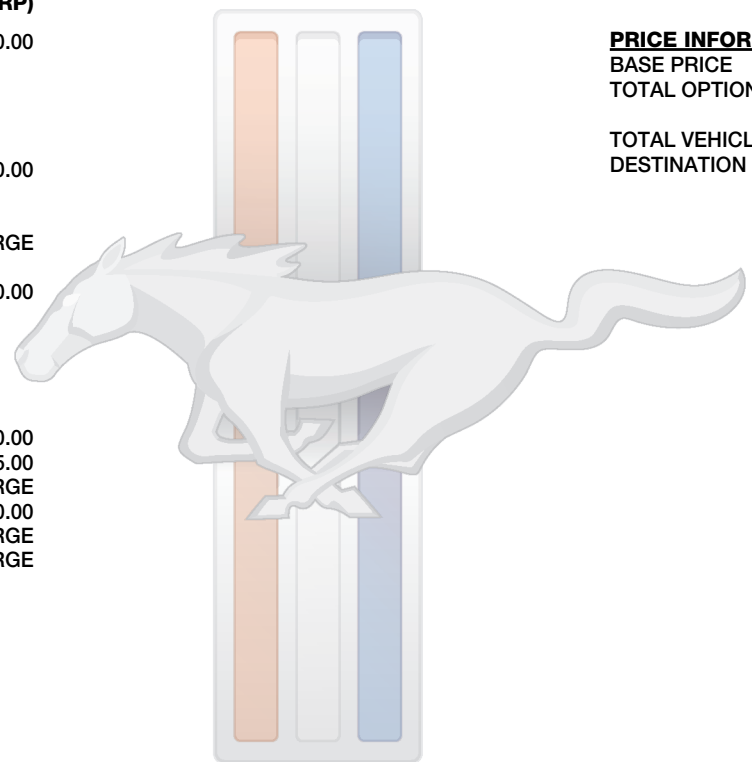 RP)
0.00
0.00
RGE
0.00
0.00
5.00
RGE
0.00
RGE
RGE
PRICE INFOR
BASE PRICE
TOTAL OPTION
TOTAL VEHICL
DESTINATION